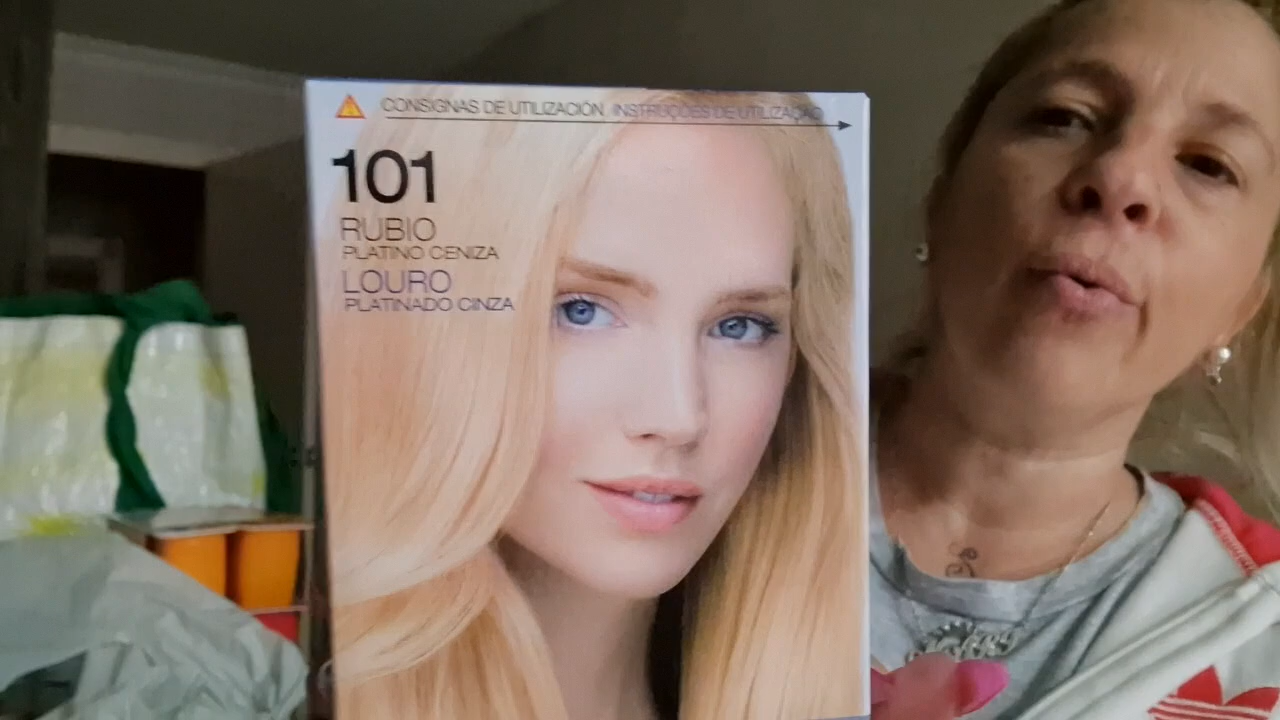 CONSIGNAS DE UTILIZACIÓN. INSTRUÇÕES DE UTILIZAÇÃO
101
RUBIO
PLATINO CENIZA
LOURO
PLATINADO CINZA